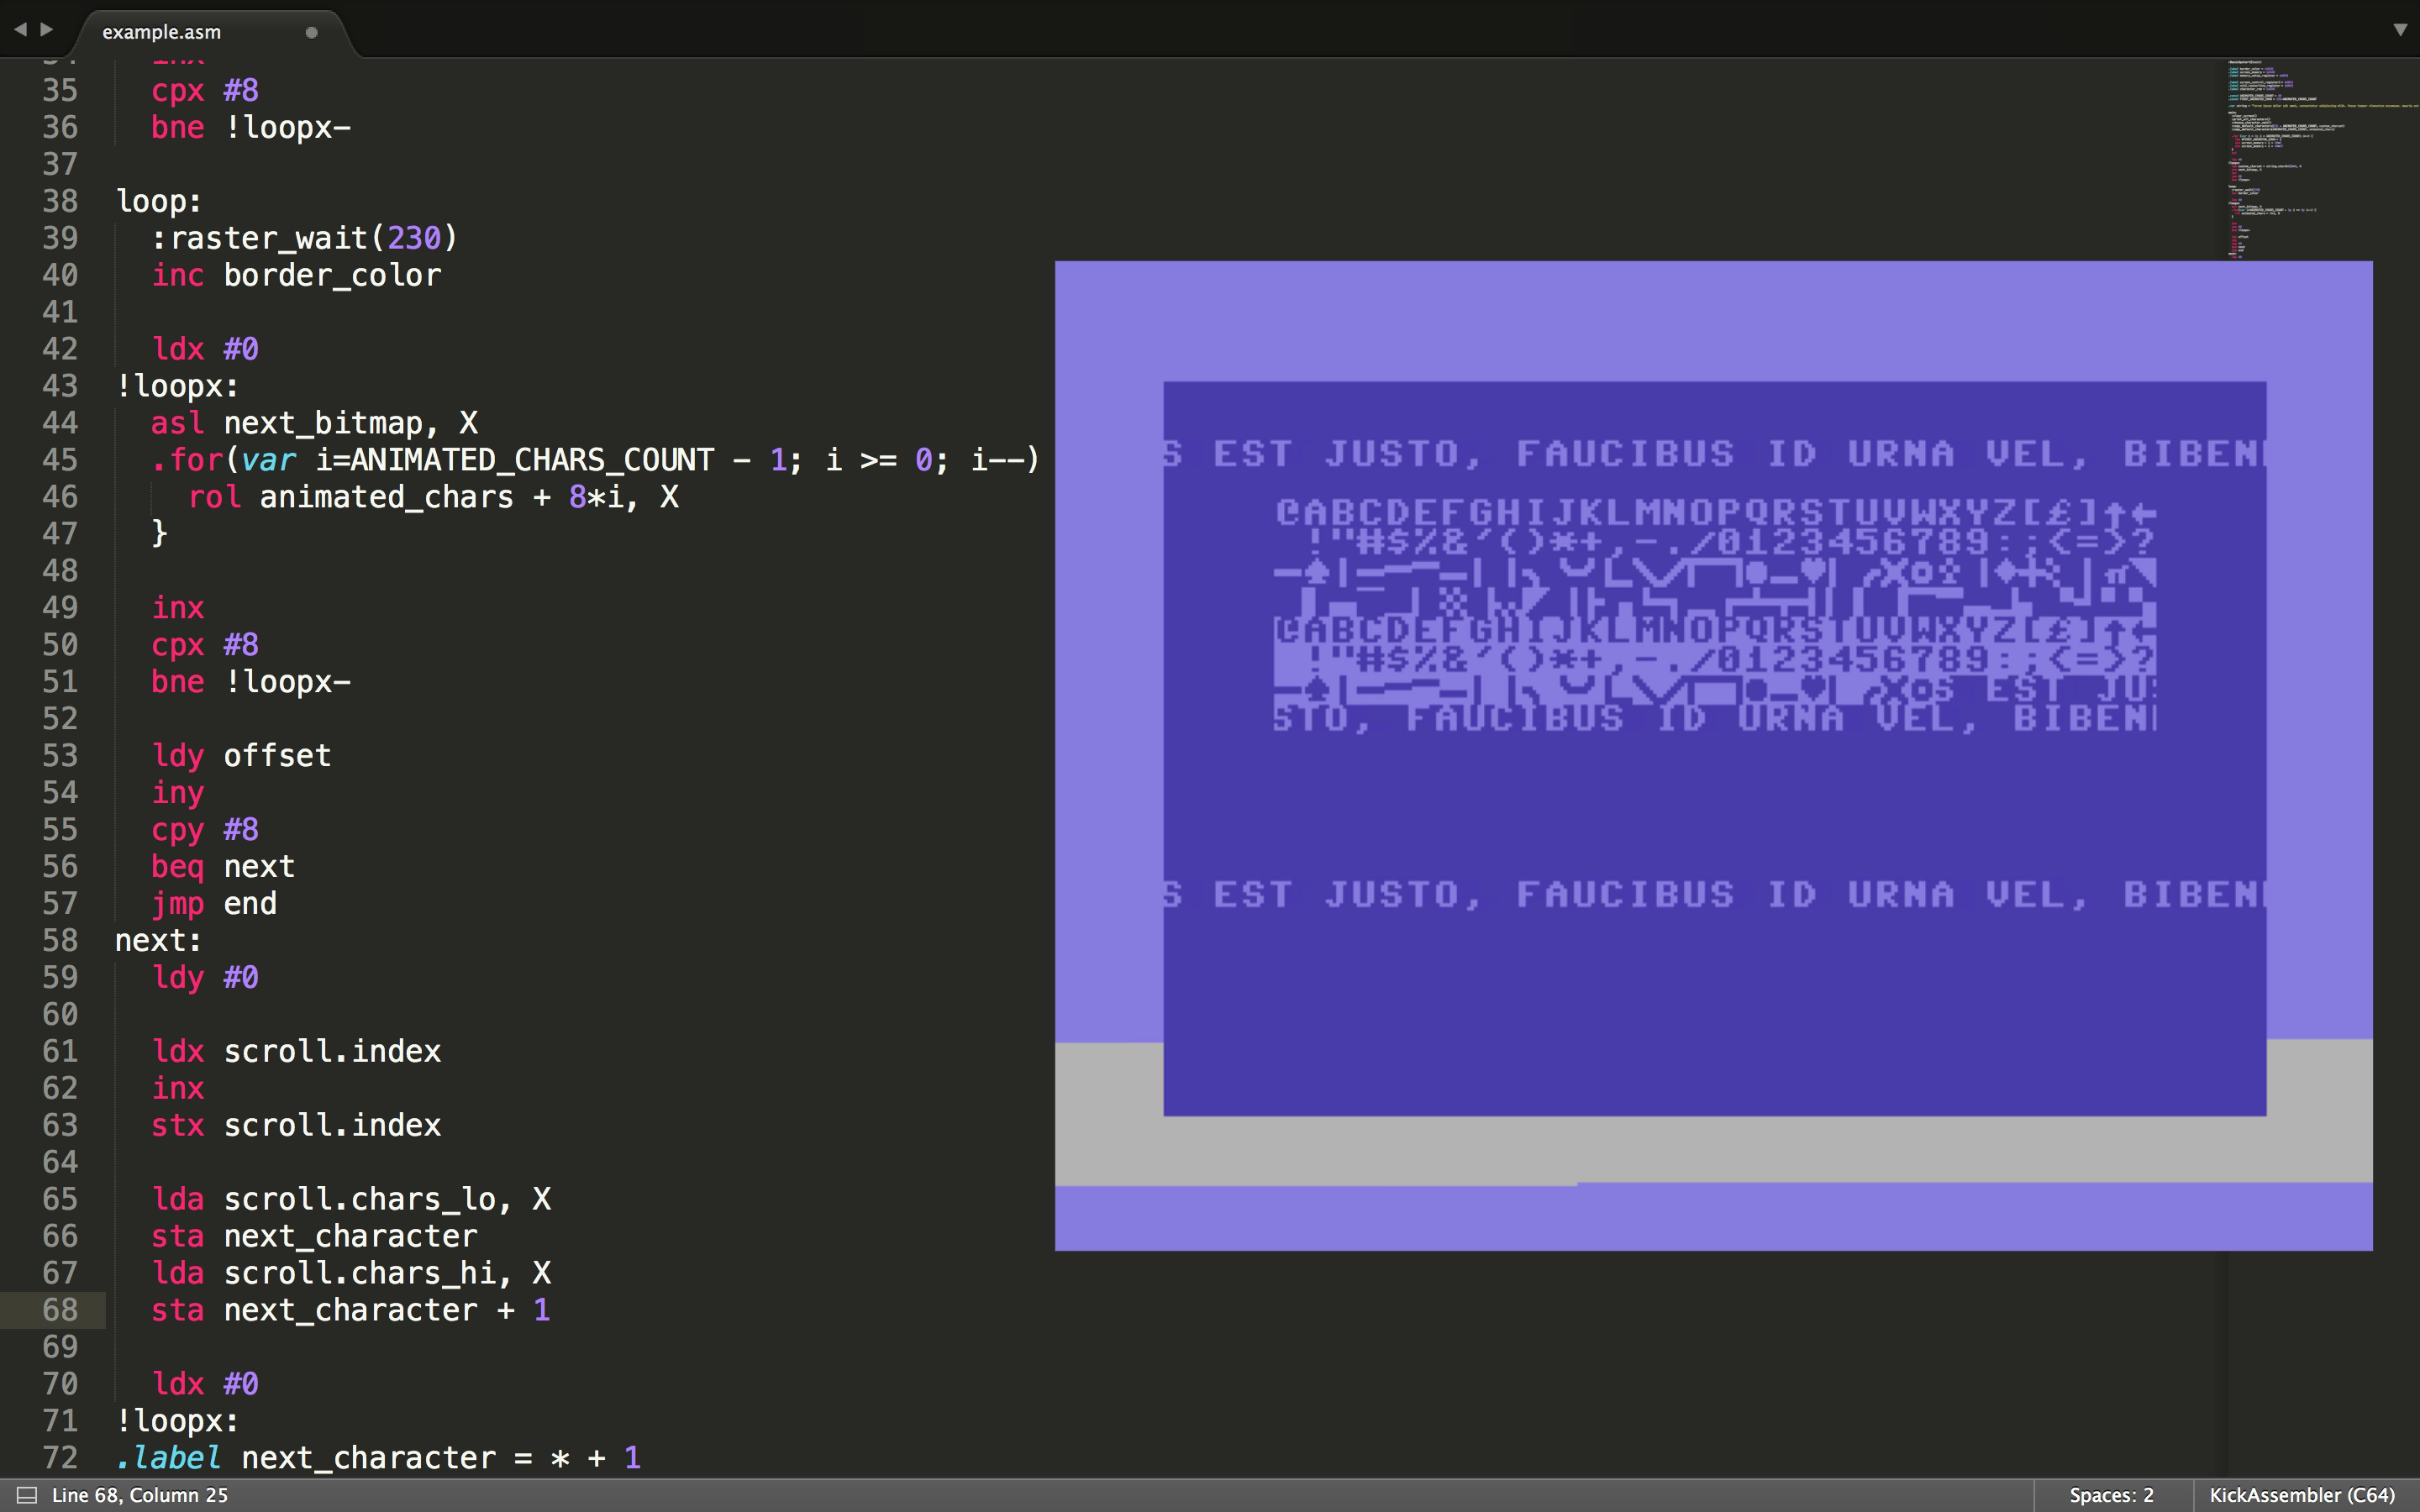 example.asm
35 cpx #8
36 bne !loopx-
37
38 loop:
39 :raster_wait(230)
40 inc border_color
41
42 ldx #0
43 !loopx:
44 asl next_bitmap, X
45 .for(var i=ANIMATED_CHARS_COUNT - 1; i >= 0; i--)
46 rol animated_chars + 8*i, X
47 }
48
49 inx
50 cpx #8
51 bne !loopx-
52
53 ldy offset
54 iny
55 cpy #8
56 beq next
57 jmp end
58 next:
59 ldy #0
60
61 ldx scroll.index
62 inx
63 stx scroll.index
64
65 lda scroll.chars_lo, X
66 sta next_character
67 lda scroll.chars_hi, X
68 sta next_character + 1
69
70 ldx #0
71 !loopx:
72 .label next_character = * + 1
S EST JUSTO, FAUCIBUS ID URNA VEL, BIBEN
@ABCDEFGHIJKLMNOPQRSTUVWXYZ[£]↑←
!"#$%&'()*+,-./0123456789:;<=>?
@ABCDEFGHIJKLMNOPQRSTUVWXYZ[£]↑←
!"#$%&'()*+,-./0123456789:;<=>?
S EST JUS
STO, FAUCIBUS ID URNA VEL, BIBEN
S EST JUSTO, FAUCIBUS ID URNA VEL, BIBEN
Line 68, Column 25
Spaces: 2
KickAssembler (C64)